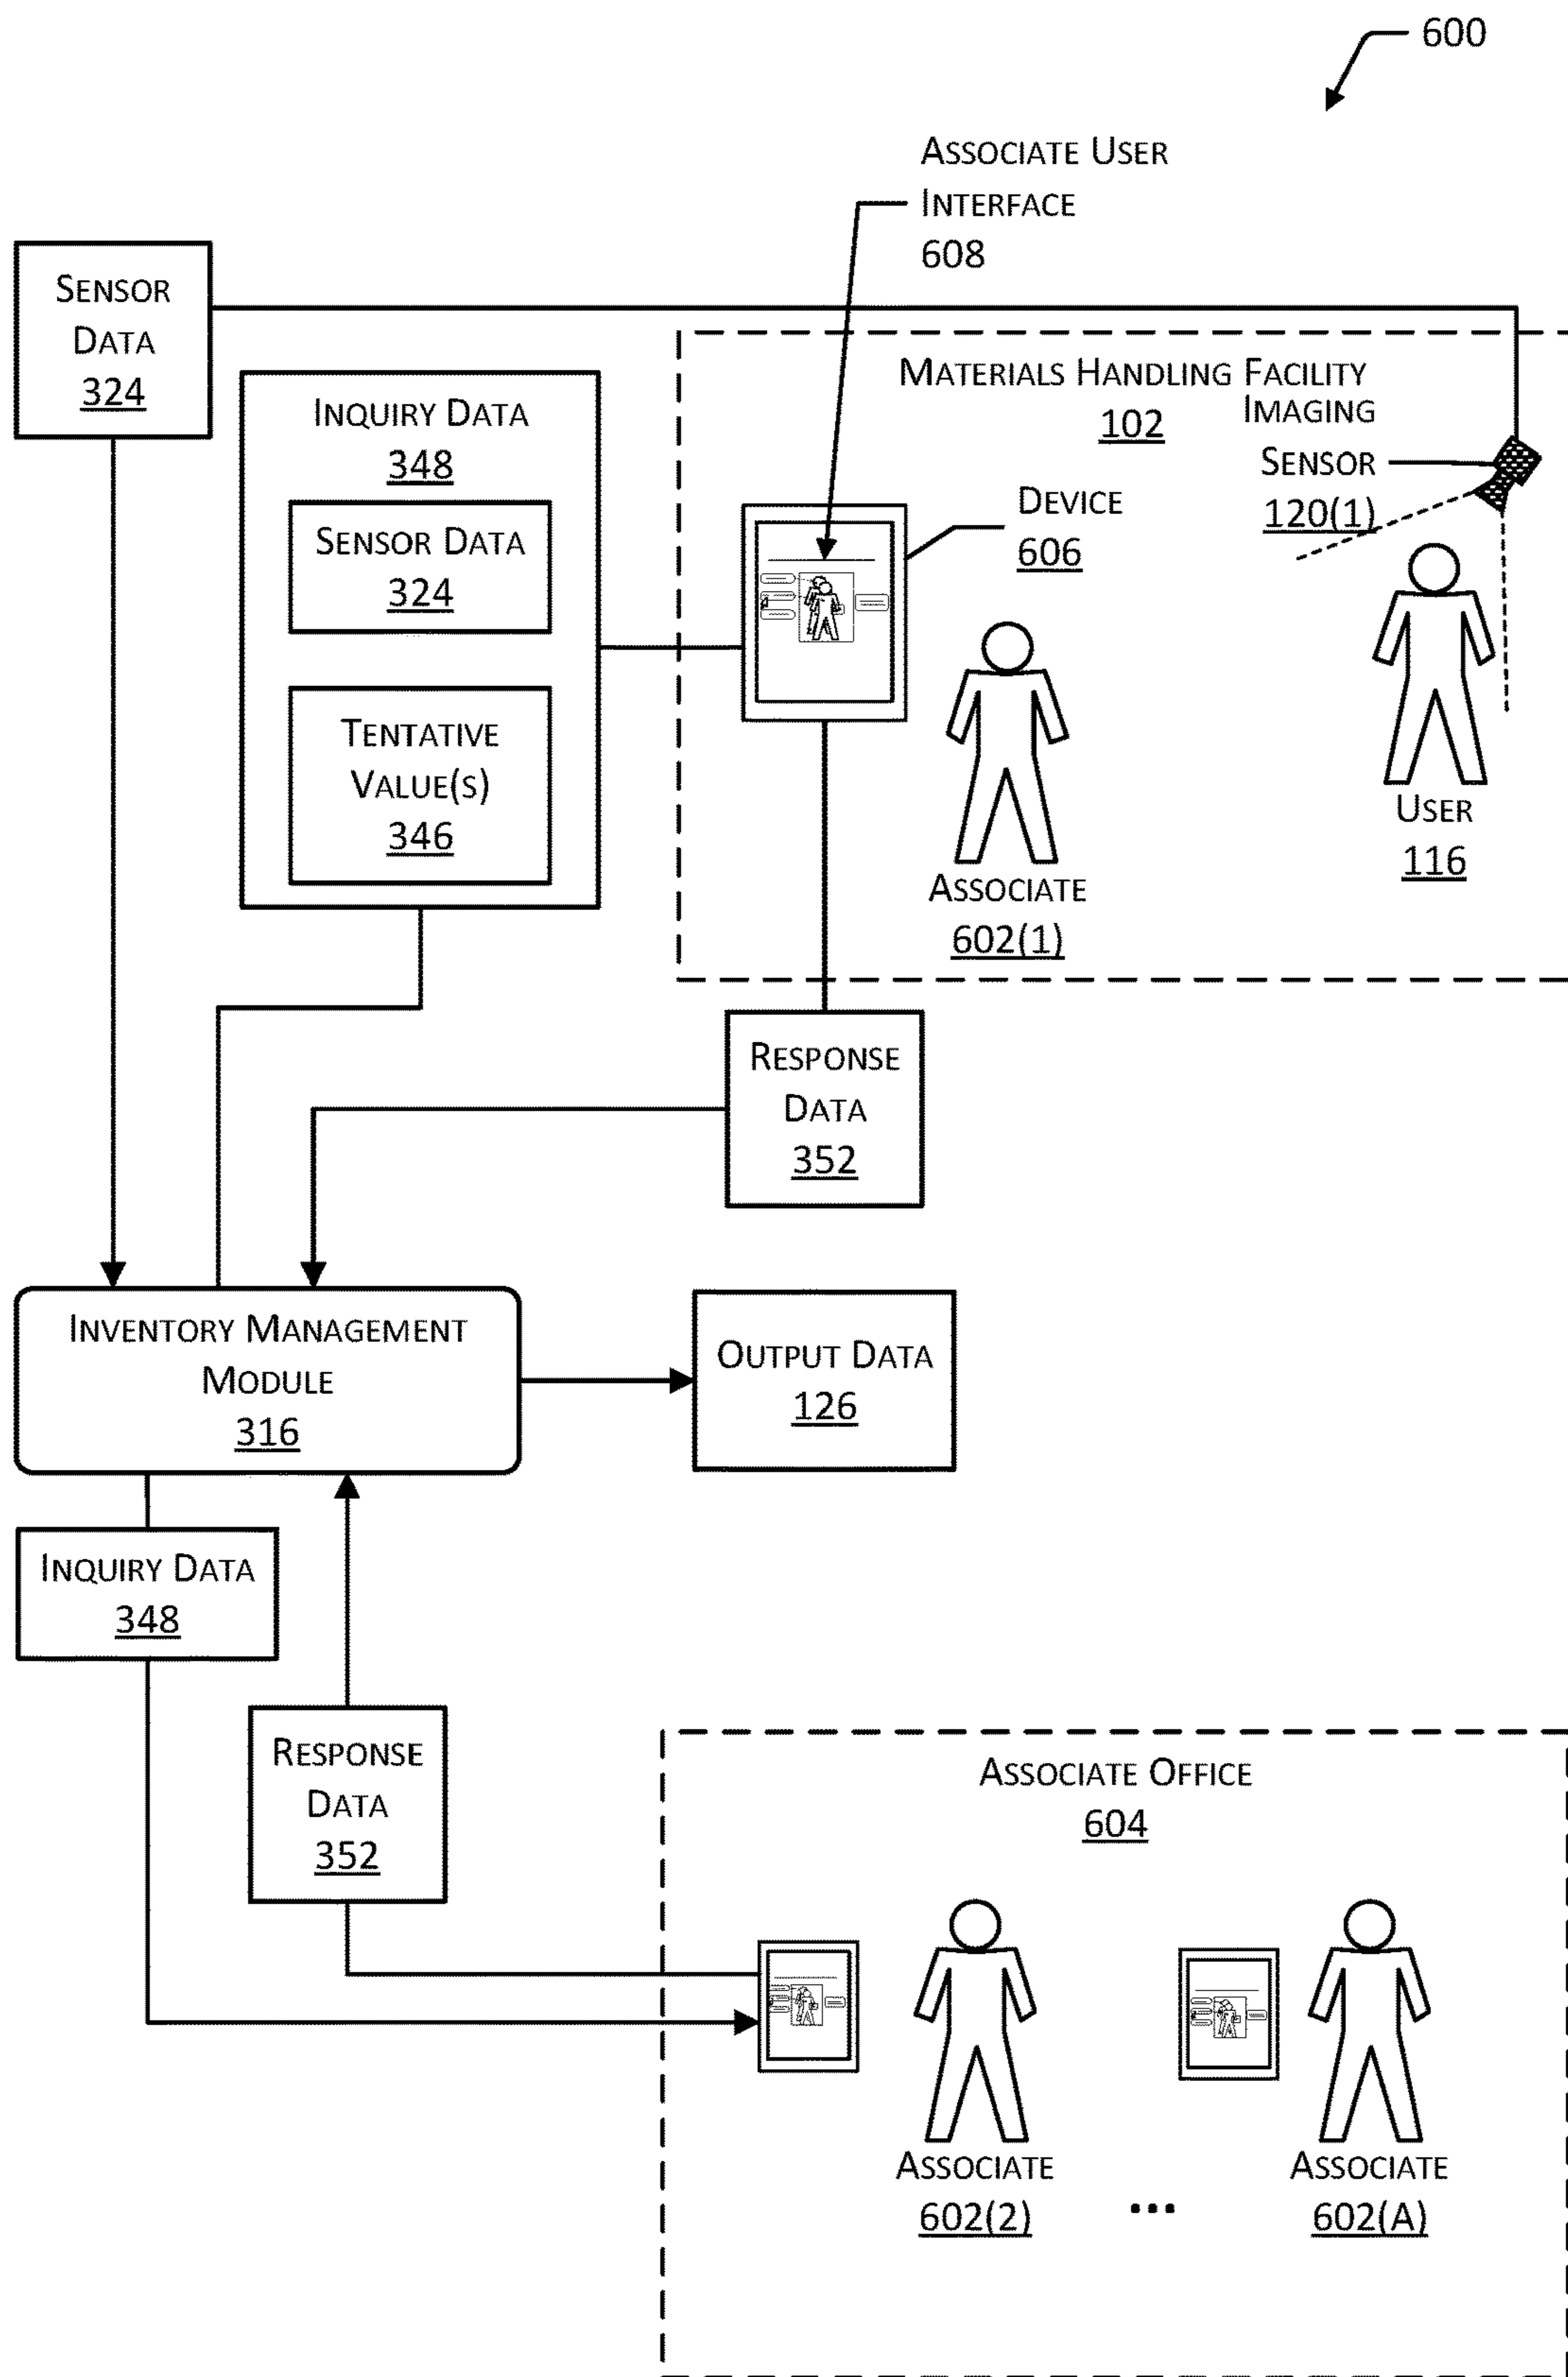 600
ASSOCIATE USER
INTERFACE
608
SENSOR
DATA
324
INQUIRY DATA
348
SENSOR DATA
324
TENTATIVE
VALUE(S)
346
MATERIALS HANDLING FACILITY
102
IMAGING
SENSOR
120(1)
DEVICE
606
USER
116
ASSOCIATE
602(1)
RESPONSE
DATA
352
INVENTORY MANAGEMENT
MODULE
316
OUTPUT DATA
126
INQUIRY DATA
348
RESPONSE
DATA
352
ASSOCIATE OFFICE
604
ASSOCIATE
602(2)
...
ASSOCIATE
602(A)